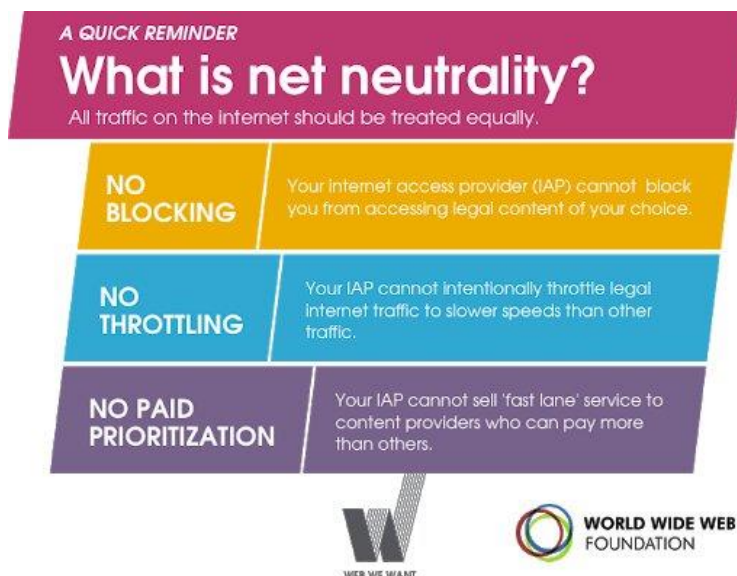 A QUICK REMINDER
What is net neutrality?
All traffic on the internet should be treated equally.
NO
BLOCKING
Your internet access provider (IAP) cannot block
you from accessing legal content of your choice.
NO
THROTTLING
Your IAP cannot intentionally throttle legal
internet traffic to slower speeds than other
traffic.
NO PAID
PRIORITIZATION
Your IAP cannot sell 'fast lane' service to
content providers who can pay more
than others.
WEB WE WANT
WORLD WIDE WEB
FOUNDATION